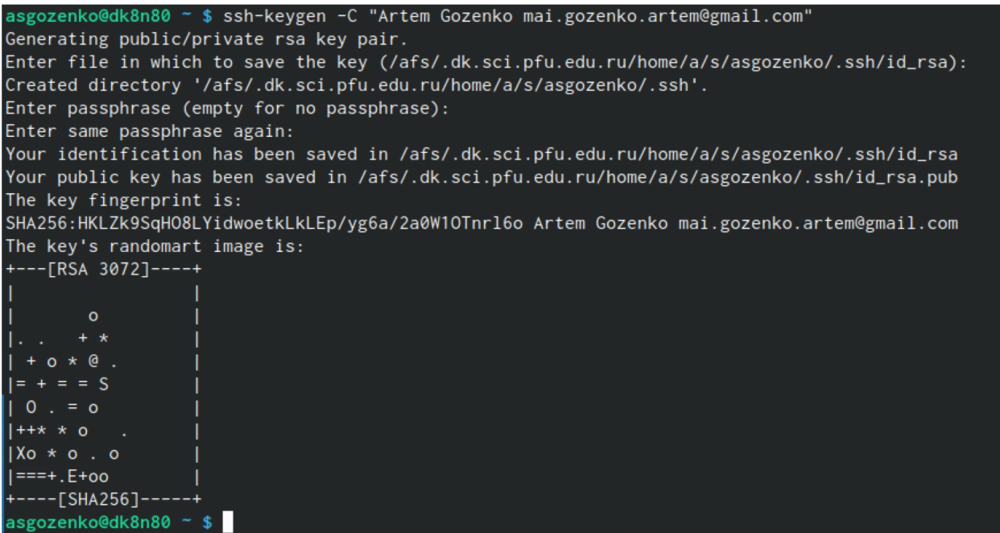 asgozenko@dk8n80 ~ $ ssh-keygen -C "Artem Gozenko mai.gozenko.artem@gmail.com"
Generating public/private rsa key pair.
Enter file in which to save the key (/afs/.dk.sci.pfu.edu.ru/home/a/s/asgozenko/.ssh/id_rsa):
Created directory '/afs/.dk.sci.pfu.edu.ru/home/a/s/asgozenko/.ssh'.
Enter passphrase (empty for no passphrase):
Enter same passphrase again:
Your identification has been saved in /afs/.dk.sci.pfu.edu.ru/home/a/s/asgozenko/.ssh/id_rsa
Your public key has been saved in /afs/.dk.sci.pfu.edu.ru/home/a/s/asgozenko/.ssh/id_rsa.pub
The key fingerprint is:
SHA256:HKLZk9SqHO8LYidwoetkLkLEp/yg6a/2a0W1OTnrl6o Artem Gozenko mai.gozenko.artem@gmail.com
The key's randomart image is:
+---[RSA 3072]----+
|                 |
|       o         |
|. .   + *        |
| + o * @ .       |
|= + = = S        |
| O . = o         |
|++* * o   .      |
|Xo * o . o       |
|===+.E+oo        |
+----[SHA256]-----+
asgozenko@dk8n80 ~ $